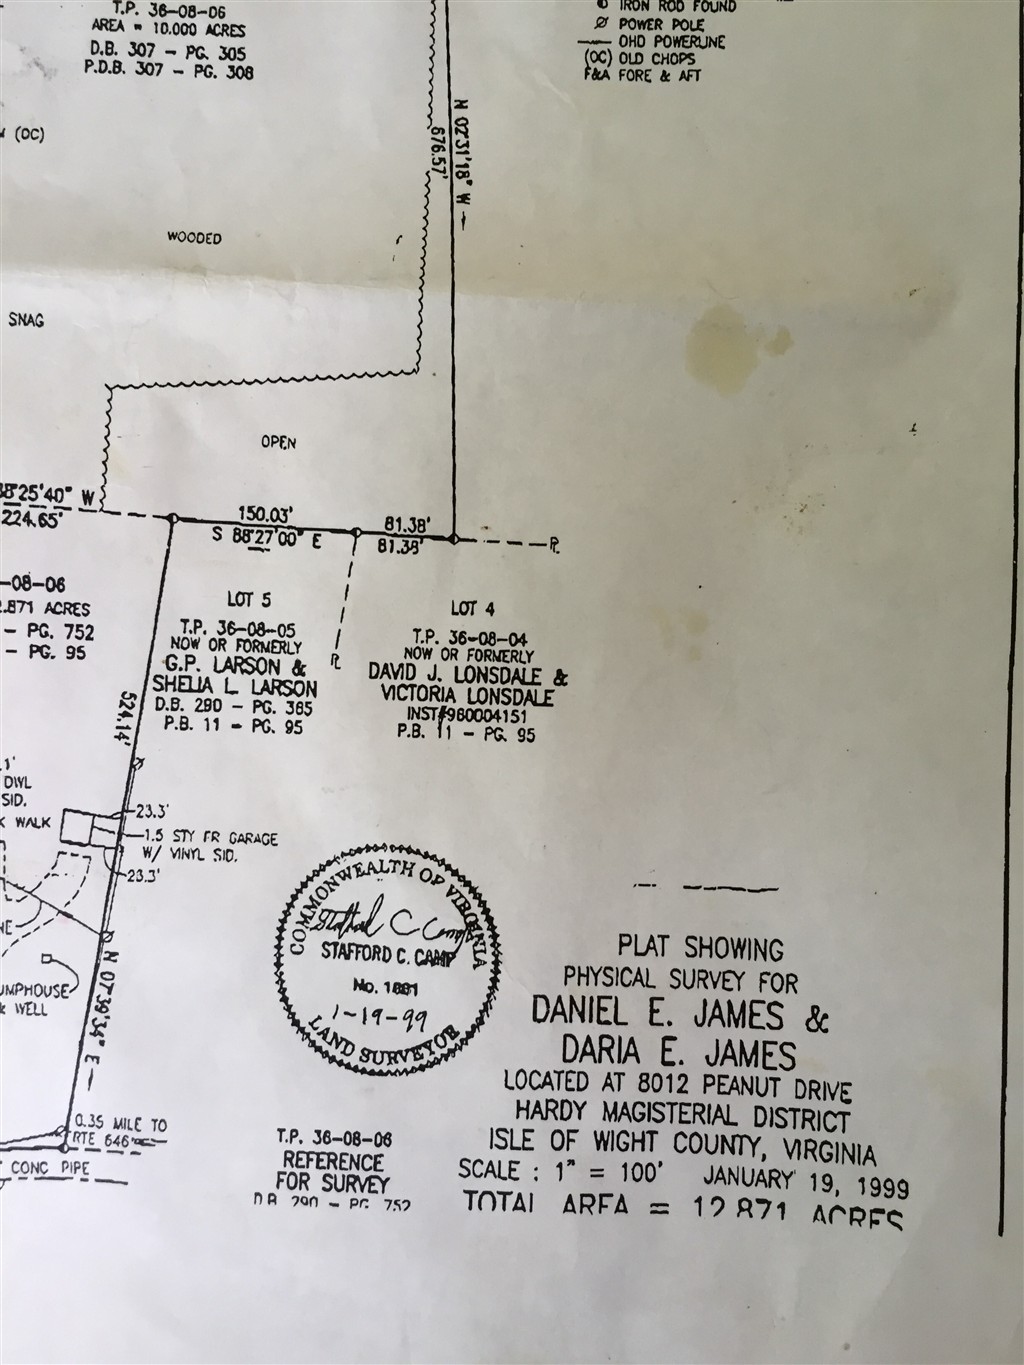 T.P. 36-08-06
AREA = 10.000 ACRES
D.B. 307 - PG. 305
P.D.B. 307 - PG. 308
IRON ROD FOUND
POWER POLE
OHD POWERLINE
(OC) OLD CHOPS
F&A FORE & AFT
(OC)
N 02°31'18" W
676.57'
WOODED
SNAG
OPEN
8°25'40" W
224.65'
150.03'
S 88°27'00" E
81.38'
81.38'
-08-06
.871 ACRES
- PG. 752
- PG. 95
LOT 5
T.P. 36-08-05
NOW OR FORMERLY
G.P. LARSON &
SHELIA L. LARSON
D.B. 290 - PG. 365
P.B. 11 - PG. 95
LOT 4
T.P. 36-08-04
NOW OR FORMERLY
DAVID J. LONSDALE &
VICTORIA LONSDALE
INST#960004151
P.B. 11 - PG. 95
524.14'
.1'
DWL
SID.
K WALK
23.3'
1.5 STY FR GARAGE
W/ VINYL SID.
23.3'
NE
UMPHOUSE
& WELL
N 07°39'34" E
0.35 MILE TO
RTE 646
CONC PIPE
COMMONWEALTH OF VIRGINIA
Stafford C. Camp
STAFFORD C. CAMP
No. 1881
1-19-99
LAND SURVEYOR
T.P. 36-08-06
REFERENCE
FOR SURVEY
D.B. 290 - PG. 752
PLAT SHOWING
PHYSICAL SURVEY FOR
DANIEL E. JAMES &
DARIA E. JAMES
LOCATED AT 8012 PEANUT DRIVE
HARDY MAGISTERIAL DISTRICT
ISLE OF WIGHT COUNTY, VIRGINIA
SCALE : 1" = 100' JANUARY 19, 1999
TOTAL AREA = 12.871 ACRES